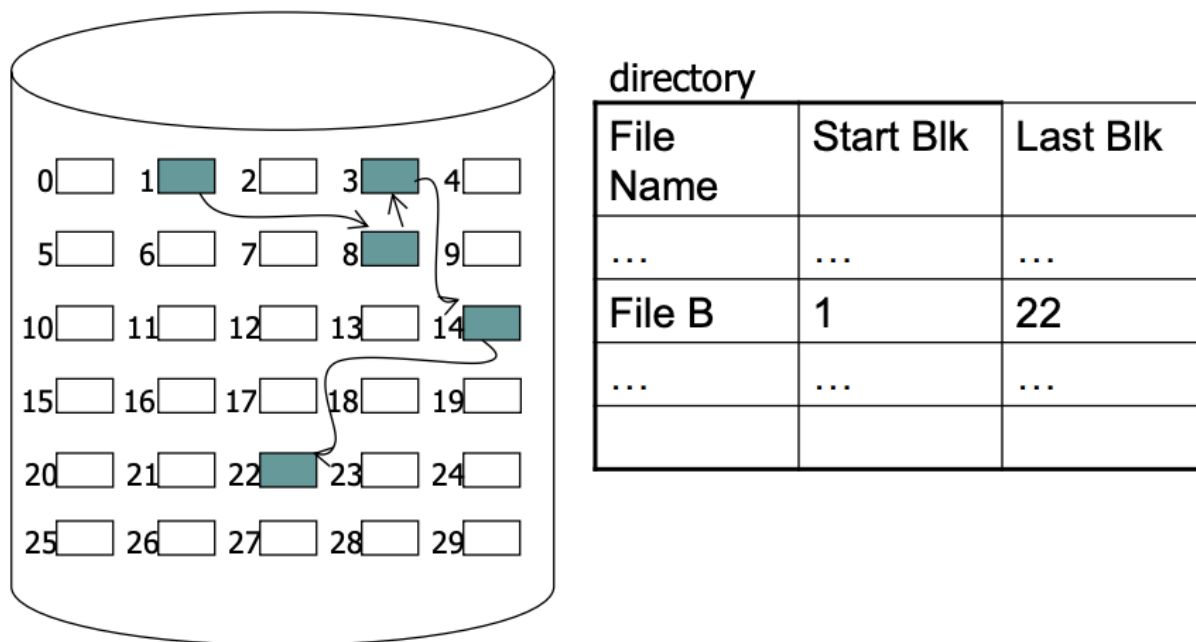 directory
File Name Start Blk Last Blk
... ... ...
File B 1 22
... ... ...
0 1 2 3 4
5 6 7 8 9
10 11 12 13 14
15 16 17 18 19
20 21 22 23 24
25 26 27 28 29